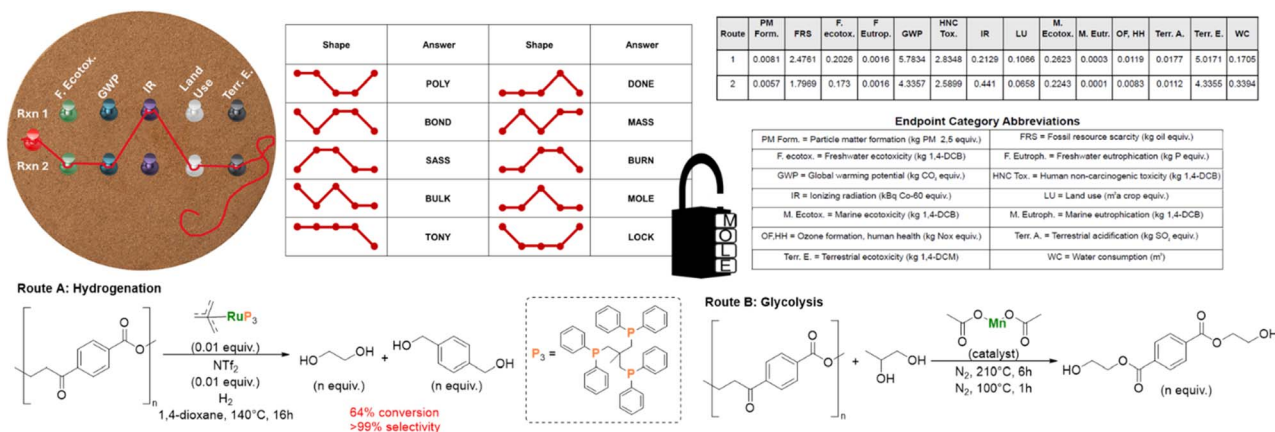 F. Ecotox.
GWP
IR
Land
Use
Terr. E.
Rxn 1
Rxn 2
Shape Answer Shape Answer
POLY DONE
BOND MASS
SASS BURN
BULK MOLE
TONY LOCK
M
O
L
E
Route PM Form. FRS F. ecotox. F Eutrop. GWP HNC Tox. IR LU M. Ecotox. M. Eutr. OF, HH Terr. A. Terr. E. WC
1 0.0081 2.4761 0.2026 0.0016 5.7834 2.8348 0.2129 0.1066 0.2623 0.0003 0.0119 0.0177 5.0171 0.1705
2 0.0057 1.7969 0.173 0.0016 4.3357 2.5899 0.441 0.0658 0.2243 0.0001 0.0083 0.0112 4.3355 0.3394
Endpoint Category Abbreviations
PM Form. = Particle matter formation (kg PM 2.5 equiv.) FRS = Fossil resource scarcity (kg oil equiv.)
F. ecotox. = Freshwater ecotoxicity (kg 1,4-DCB) F. Eutroph. = Freshwater eutrophication (kg P equiv.)
GWP = Global warming potential (kg CO₂ equiv.) HNC Tox. = Human non-carcinogenic toxicity (kg 1,4-DCB)
IR = Ionizing radiation (kBq Co-60 equiv.) LU = Land use (m²a crop equiv.)
M. Ecotox. = Marine ecotoxicity (kg 1,4-DCB) M. Eutroph. = Marine eutrophication (kg 1,4-DCB)
OF,HH = Ozone formation, human health (kg Nox equiv.) Terr. A. = Terrestrial acidification (kg SO₂ equiv.)
Terr. E. = Terrestrial ecotoxicity (kg 1,4-DCM) WC = Water consumption (m³)
Route A: Hydrogenation
O
O
O
n
RuP₃
(0.01 equiv.)
NTf₂
(0.01 equiv.)
H₂
1,4-dioxane, 140°C, 16h
HO OH
(n equiv.)
+
HO
OH
(n equiv.)
64% conversion
>99% selectivity
P₃ =
P
P
P
Route B: Glycolysis
O
O
O
n
+
HO OH
OH
O Mn O
O O
(catalyst)
N₂, 210°C, 6h
N₂, 100°C, 1h
O
O OH
HO O
O
(n equiv.)